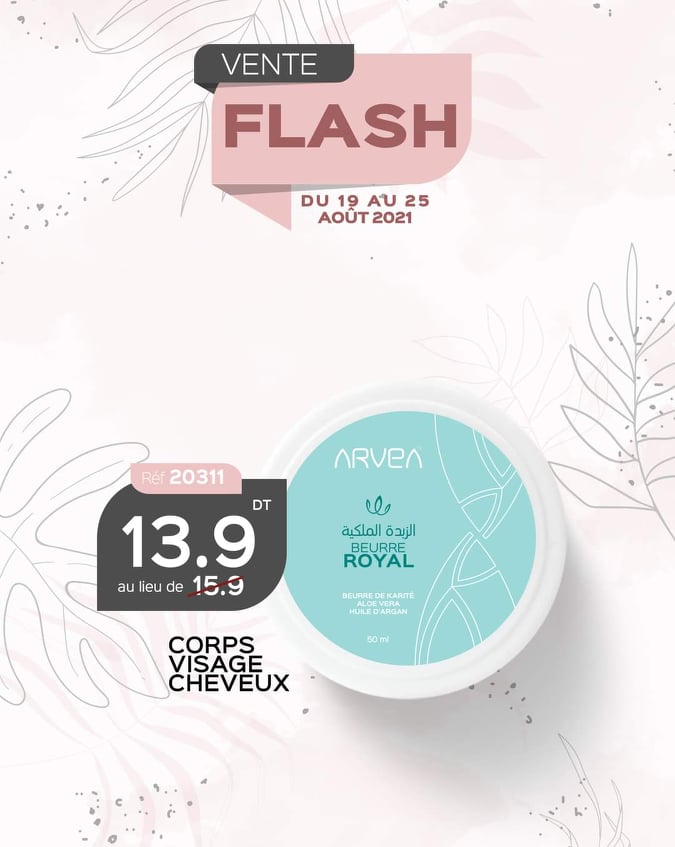 VENTE
FLASH
DU 19 AU 25
AOÛT 2021
ARVEA
الزبدة الملكية
BEURRE
ROYAL
BEURRE DE KARITÉ
ALOE VERA
HUILE D'ARGAN
50 ml
Réf 20311
DT
13.9
au lieu de 15.9
CORPS
VISAGE
CHEVEUX